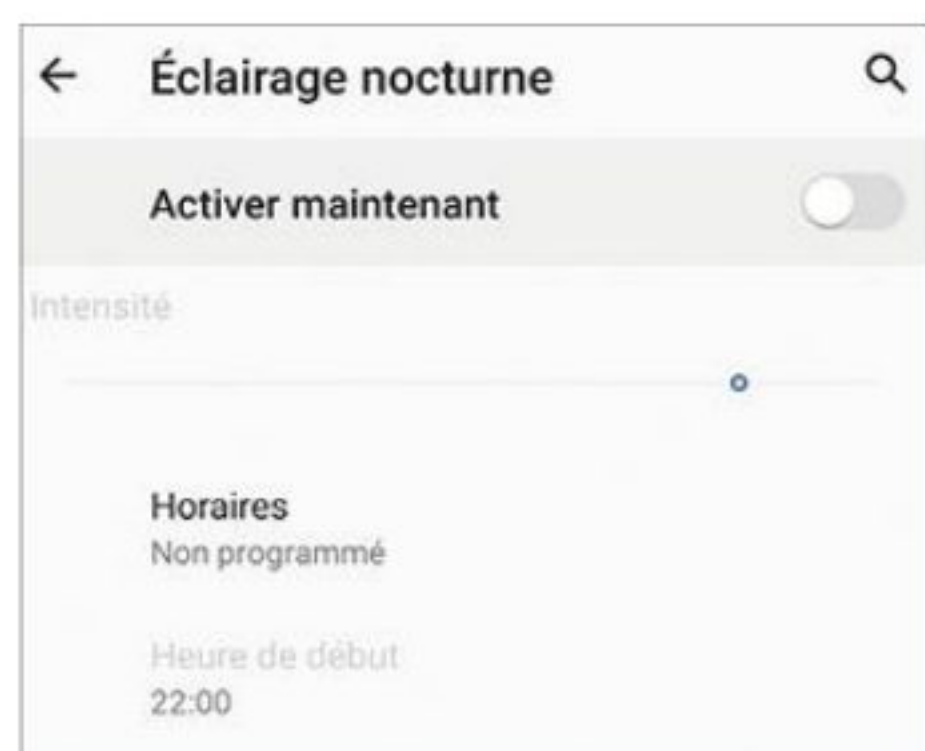 Éclairage nocturne
Activer maintenant
Intensité
Horaires
Non programmé
Heure de début
22:00